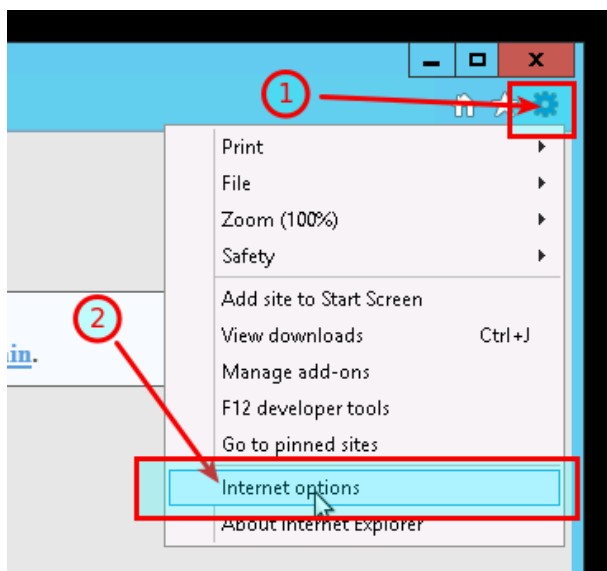 x
1
Print
File
Zoom (100%)
Safety
Add site to Start Screen
2
View downloads Ctrl+J
in.
Manage add-ons
F12 developer tools
Go to pinned sites
Internet options
About Internet Explorer